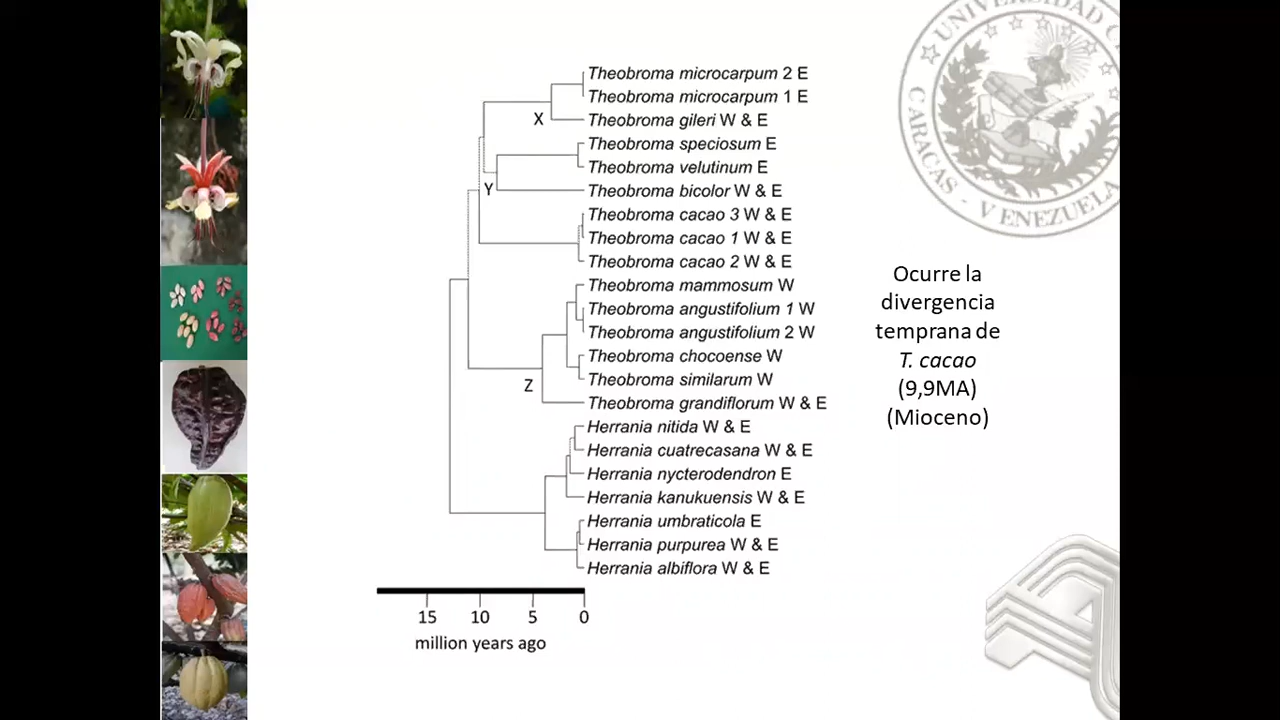 Theobroma microcarpum 2 E
Theobroma microcarpum 1 E
X
Theobroma gileri W & E
Theobroma speciosum E
Theobroma velutinum E
Y
Theobroma bicolor W & E
Theobroma cacao 3 W & E
Theobroma cacao 1 W & E
Theobroma cacao 2 W & E
Theobroma mammosum W
Theobroma angustifolium 1 W
Theobroma angustifolium 2 W
Theobroma chocoense W
Theobroma similarum W
Z
Theobroma grandiflorum W & E
Herrania nitida W & E
Herrania cuatrecasana W & E
Herrania nycterodendron E
Herrania kanukuensis W & E
Herrania umbraticola E
Herrania purpurea W & E
Herrania albiflora W & E
15 10 5 0
million years ago
Ocurre la
divergencia
temprana de
T. cacao
(9,9MA)
(Mioceno)
UNIVERSIDAD
CARACAS - VENEZUELA